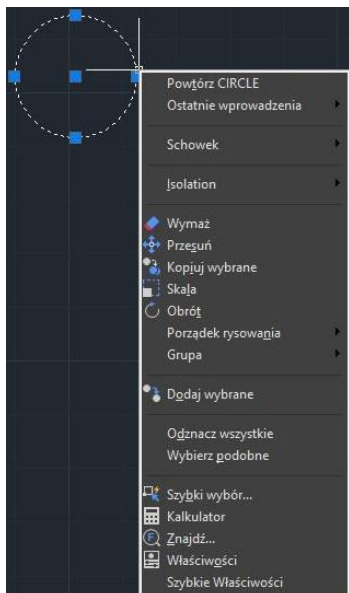 Powtórz CIRCLE
Ostatnie wprowadzenia
Schowek
Isolation
Wymaż
Przesuń
Kopiuj wybrane
Skala
Obrót
Porządek rysowania
Grupa
Dodaj wybrane
Odznacz wszystkie
Wybierz podobne
Szybki wybór...
Kalkulator
Znajdź...
Właściwości
Szybkie Właściwości